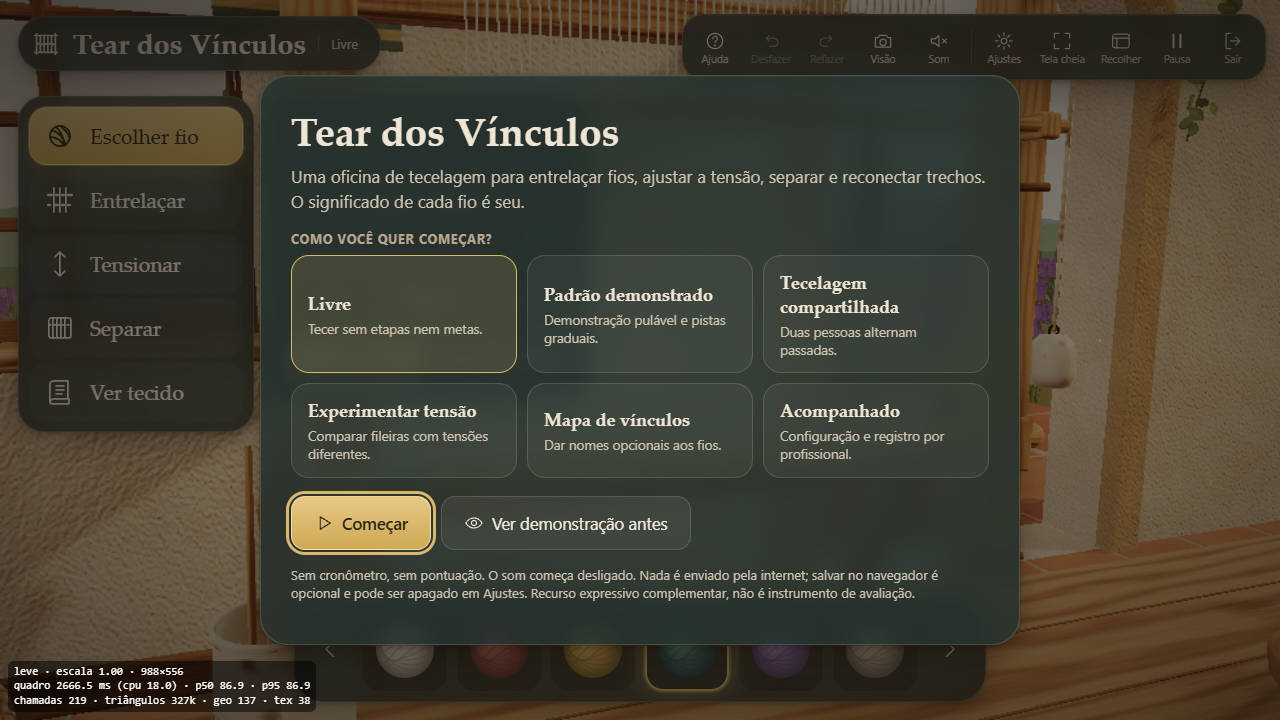 Tear dos Vínculos
Livre
Ajuda
Desfazer
Refazer
Visão
Som
Ajustes
Tela cheia
Recolher
Pausa
Sair
Escolher fio
Entrelaçar
Tensionar
Separar
Ver tecido
Tear dos Vínculos
Uma oficina de tecelagem para entrelaçar fios, ajustar a tensão, separar e reconectar trechos.
O significado de cada fio é seu.
COMO VOCÊ QUER COMEÇAR?
Livre
Tecer sem etapas nem metas.
Padrão demonstrado
Demonstração pulável e pistas
graduais.
Tecelagem
compartilhada
Duas pessoas alternam
passadas.
Experimentar tensão
Comparar fileiras com tensões
diferentes.
Mapa de vínculos
Dar nomes opcionais aos fios.
Acompanhado
Configuração e registro por
profissional.
Começar
Ver demonstração antes
Sem cronômetro, sem pontuação. O som começa desligado. Nada é enviado pela internet; salvar no navegador é
opcional e pode ser apagado em Ajustes. Recurso expressivo complementar, não é instrumento de avaliação.
leve · escala 1.00 · 988×556
quadro 2666.5 ms (cpu 18.0) · p50 86.9 · p95 86.9
chamadas 219 · triângulos 327k · geo 137 · tex 38